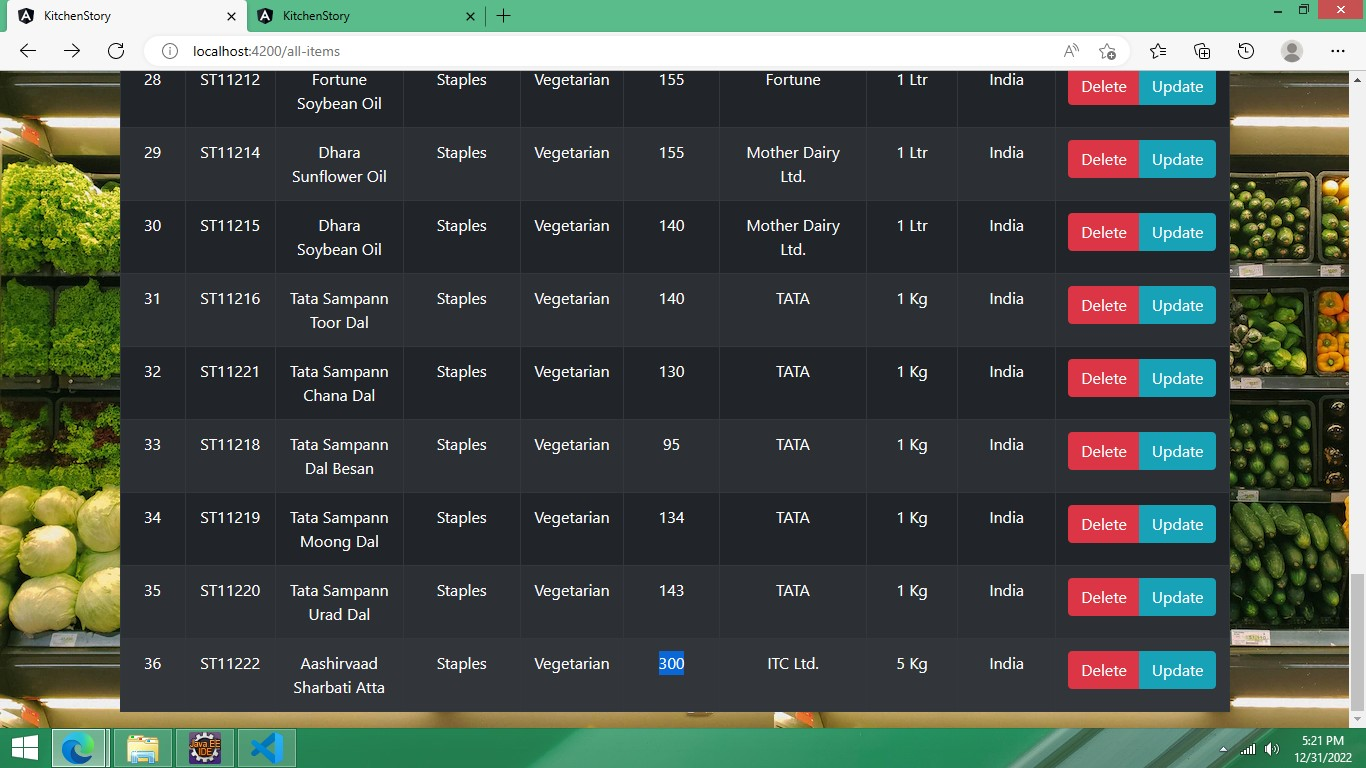 KitchenStory
KitchenStory
localhost:4200/all-items
28 ST11212 Fortune Staples Vegetarian 155 Fortune 1 Ltr India Delete Update
Soybean Oil
29 ST11214 Dhara Staples Vegetarian 155 Mother Dairy 1 Ltr India Delete Update
Sunflower Oil Ltd.
30 ST11215 Dhara Staples Vegetarian 140 Mother Dairy 1 Ltr India Delete Update
Soybean Oil Ltd.
31 ST11216 Tata Sampann Staples Vegetarian 140 TATA 1 Kg India Delete Update
Toor Dal
32 ST11221 Tata Sampann Staples Vegetarian 130 TATA 1 Kg India Delete Update
Chana Dal
33 ST11218 Tata Sampann Staples Vegetarian 95 TATA 1 Kg India Delete Update
Dal Besan
34 ST11219 Tata Sampann Staples Vegetarian 134 TATA 1 Kg India Delete Update
Moong Dal
35 ST11220 Tata Sampann Staples Vegetarian 143 TATA 1 Kg India Delete Update
Urad Dal
36 ST11222 Aashirvaad Staples Vegetarian 300 ITC Ltd. 5 Kg India Delete Update
Sharbati Atta
Java EE
IDE
5:21 PM
12/31/2022